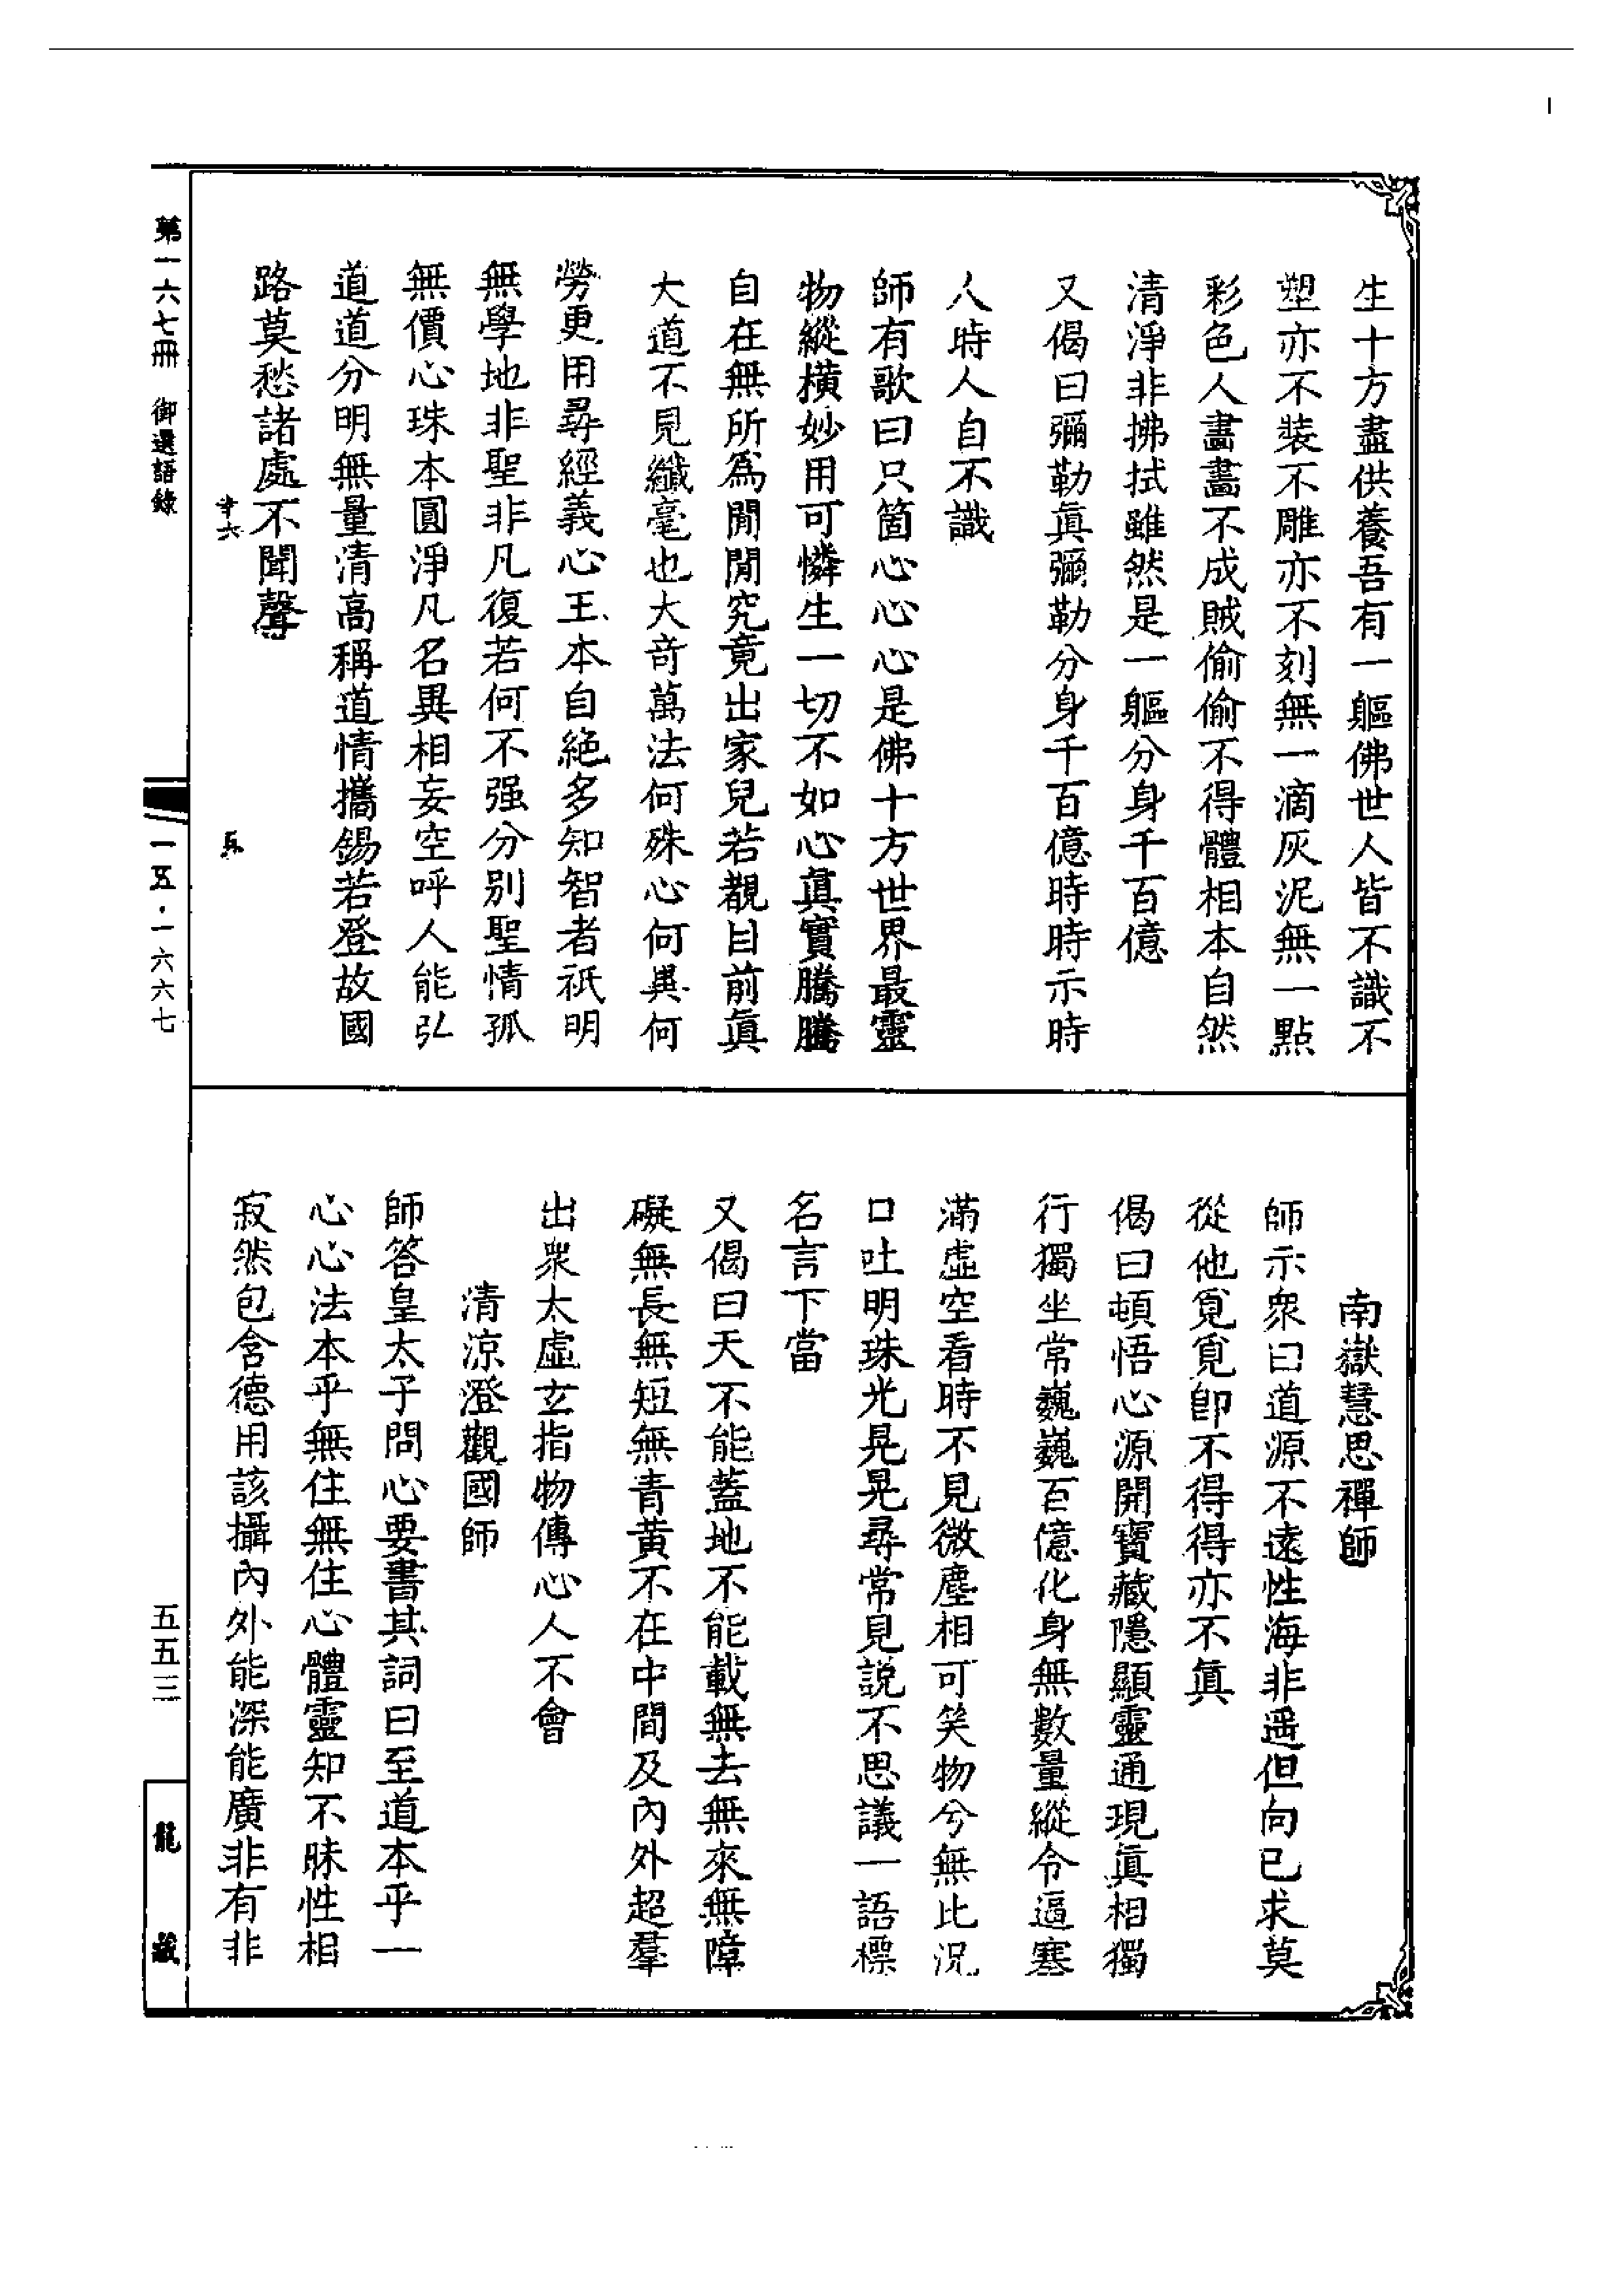 生十方盡供養吾有一軀佛世人皆不識不
塑亦不裝不雕亦不刻無一滴灰泥無一點
彩色人畫畫不成賊偷偷不得體相本自然
清淨非拂拭雖然是一軀分身千百億
又偈曰彌勒眞彌勒分身千百億時時示時
人時人自不識
師有歌曰只箇心心心是佛十方世界最靈
物縱橫妙用可憐生一切不如心眞實騰騰
自在無所爲閒閒究竟出家兒若覩目前眞
大道不見纖毫也大奇萬法何殊心何異何
勞更用尋經義心王本自絕多知智者祇明
無學地非聖非凡復若何不强分別聖情孤
無價心珠本圓淨凡名異相妄空呼人能弘
道道分明無量清高稱道情攜錫若登故國
路莫愁諸處不聞聲
南嶽慧思禪師
師示衆曰道源不遠性海非遥但向己求莫
從他覓覓卽不得得亦不眞
偈曰頓悟心源開寶藏隱顯靈通現眞相獨
行獨坐常巍巍百億化身無數量縱令逼塞
滿虛空看時不見微塵相可笑物兮無比況
口吐明珠光晃晃尋常見説不思議一語標
名言下當
又偈曰天不能蓋地不能載無去無來無障
礙無長無短無青黃不在中間及內外超羣
出衆太虛玄指物傳心人不會
清涼澄觀國師
師答皇太子問心要書其詞曰至道本乎一
心心法本乎無住無住心體靈知不昧性相
寂然包含德用該攝內外能深能廣非有非
第一六七冊 御選語錄
一五·一六六七
五五三
龍藏